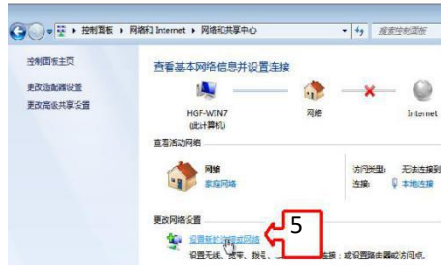 控制面板 ▸ 网络和 Internet ▸ 网络和共享中心
搜索控制面板
控制面板主页
更改适配器设置
更改高级共享设置
查看基本网络信息并设置连接
HGF-WIN7
(此计算机)
网络
Internet
查看活动网络
网络
家庭网络
访问类型: 无法连接到
连接: 本地连接
更改网络设置
5
设置新的连接或网络
设置无线、宽带、拨号、 连接；或设置路由器或访问点。